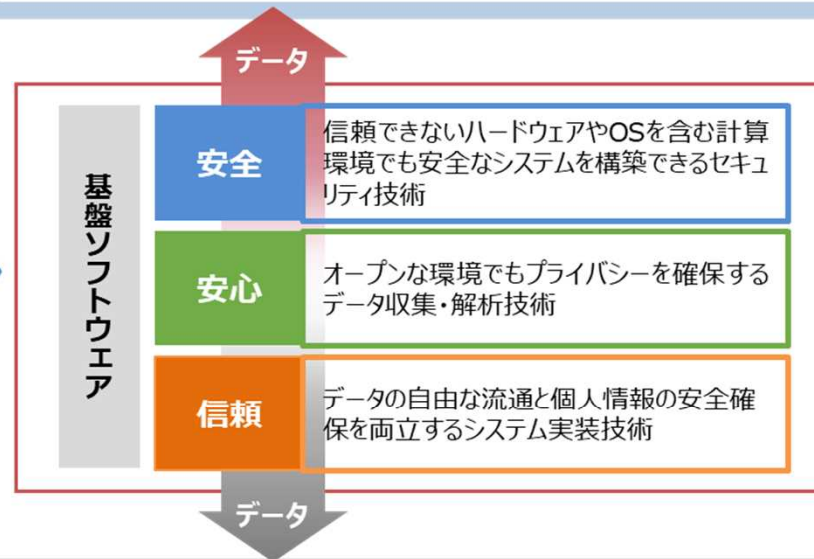 データ
基盤ソフトウェア
安全
信頼できないハードウェアやOSを含む計算
環境でも安全なシステムを構築できるセキュ
リティ技術
安心
オープンな環境でもプライバシーを確保する
データ収集・解析技術
信頼
データの自由な流通と個人情報の安全確
保を両立するシステム実装技術
データ